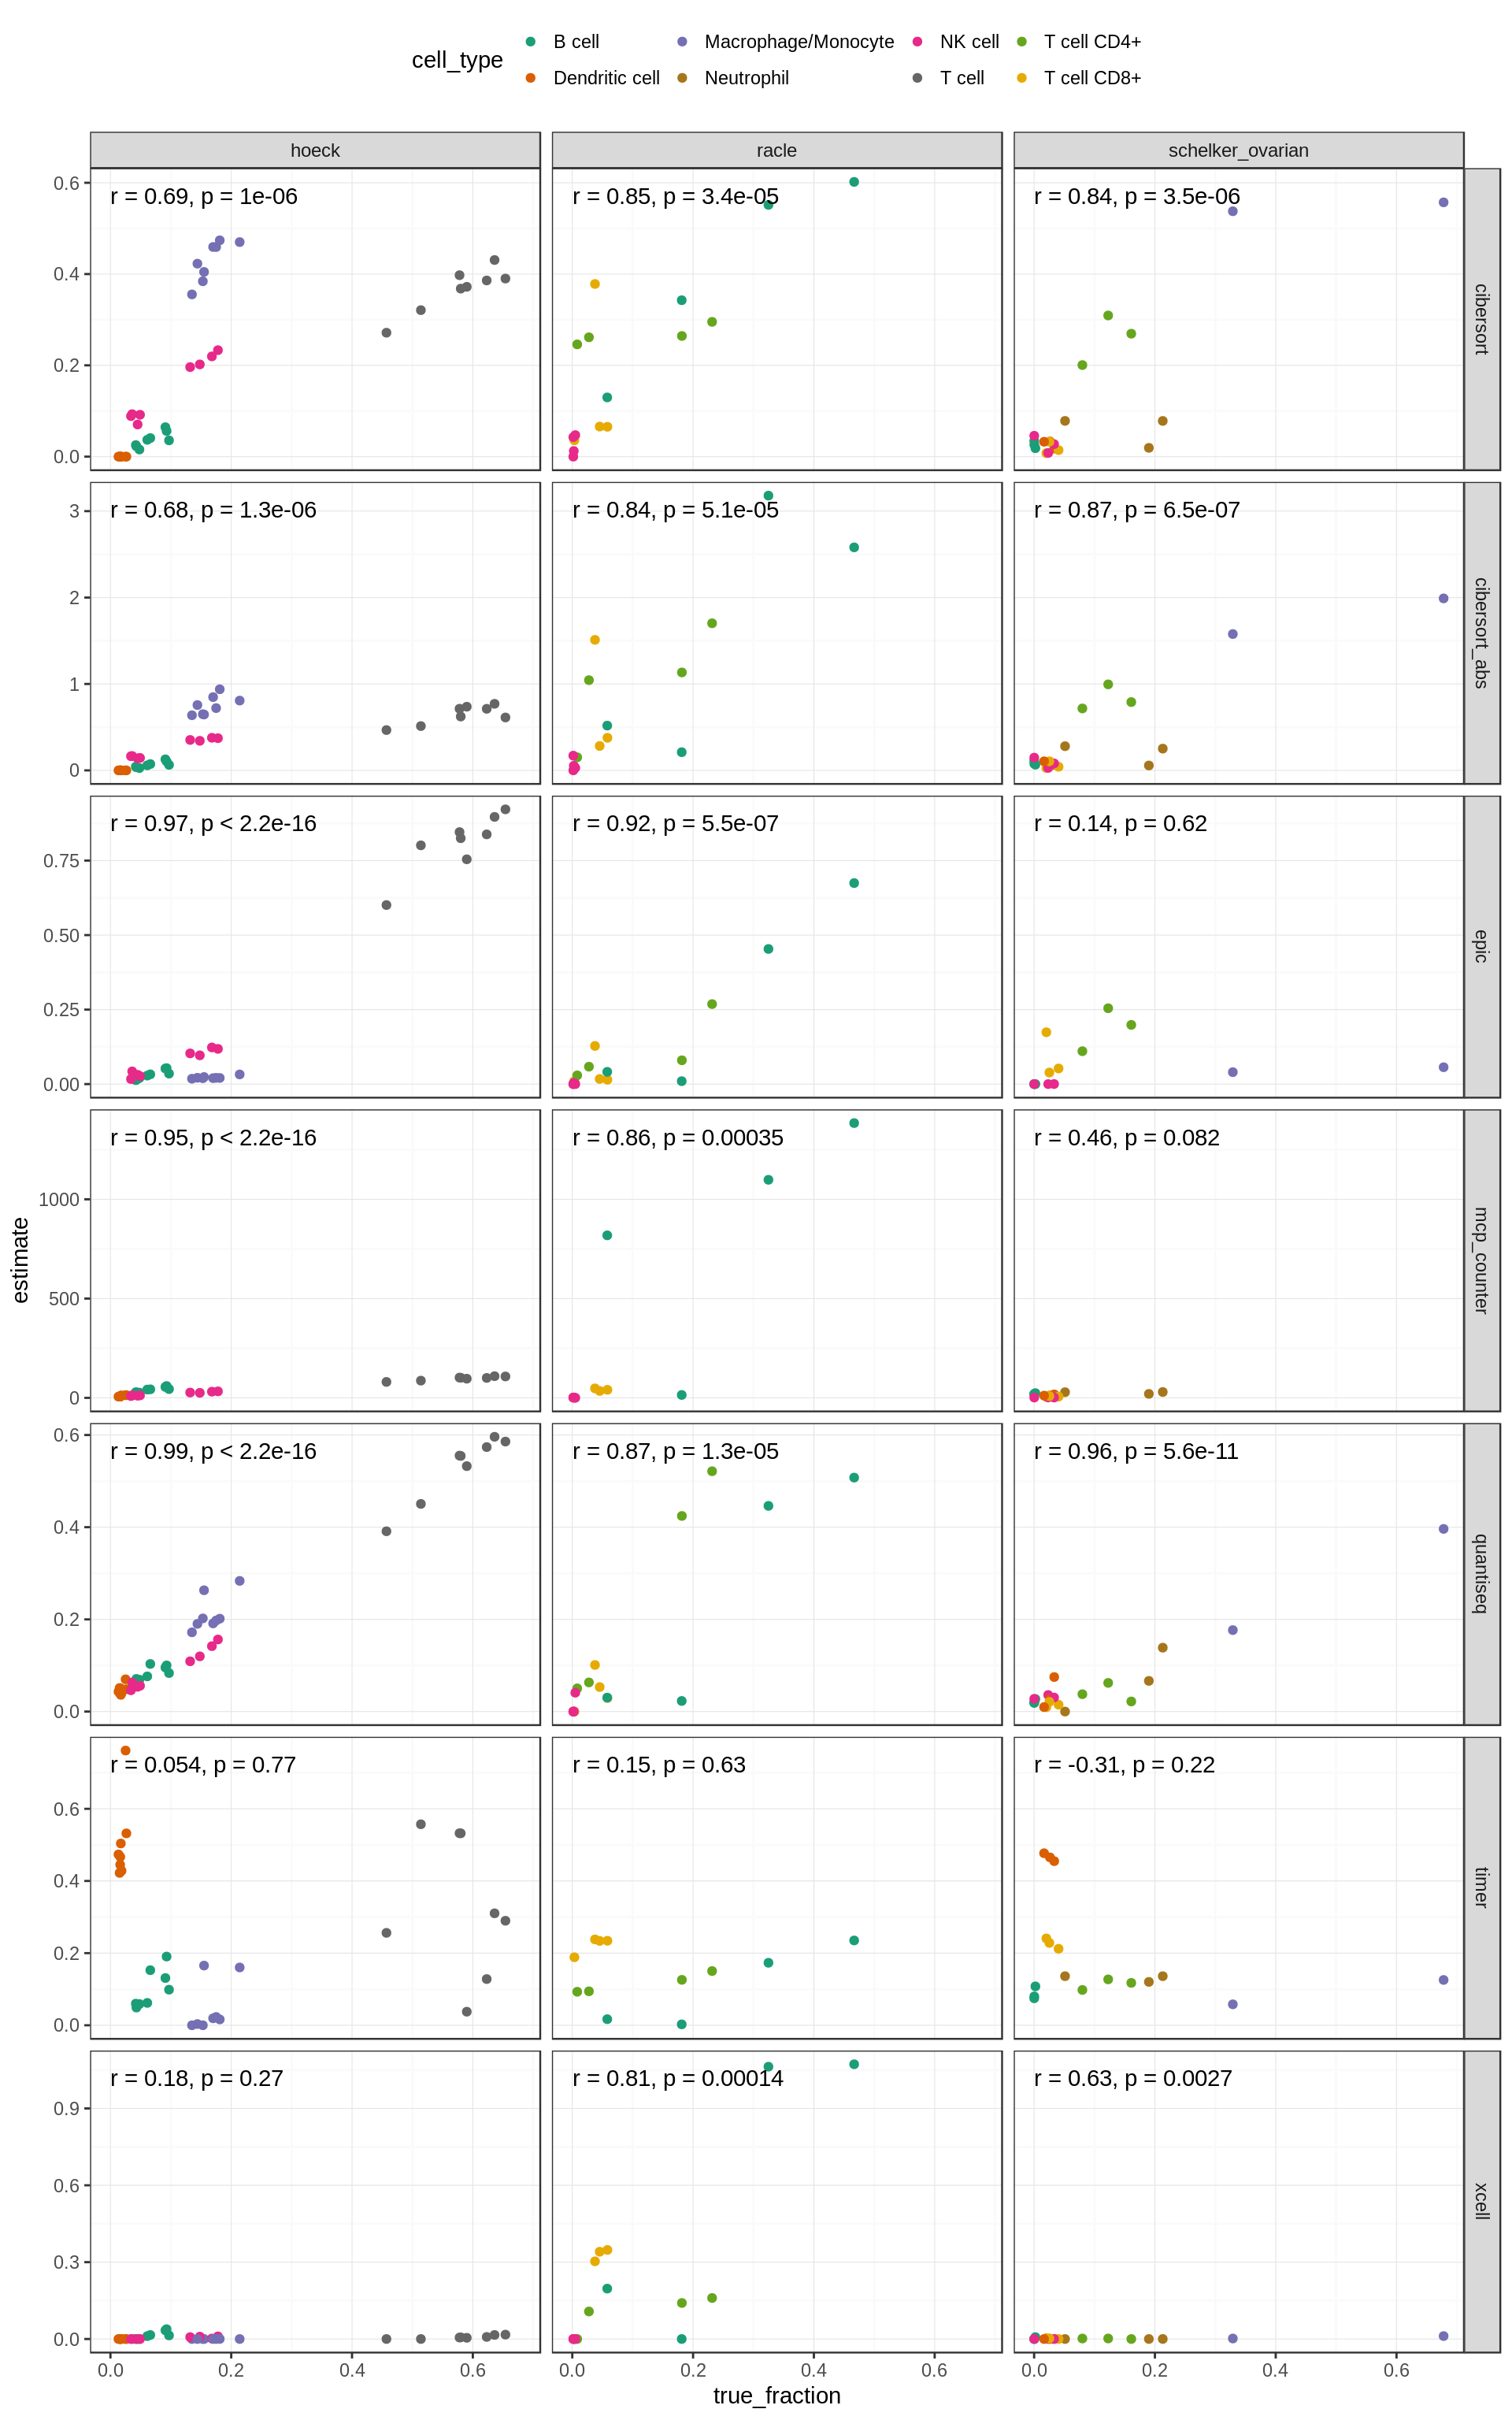 cell_type
B cell
Dendritic cell
Macrophage/Monocyte
Neutrophil
NK cell
T cell
T cell CD4+
T cell CD8+
hoeck
racle
schelker_ovarian
0.6
0.4
0.2
0.0
r = 0.69, p = 1e-06
r = 0.85, p = 3.4e-05
r = 0.84, p = 3.5e-06
cibersort
3
2
1
0
r = 0.68, p = 1.3e-06
r = 0.84, p = 5.1e-05
r = 0.87, p = 6.5e-07
cibersort_abs
0.75
0.50
0.25
0.00
r = 0.97, p < 2.2e-16
r = 0.92, p = 5.5e-07
r = 0.14, p = 0.62
epic
estimate
1000
500
0
r = 0.95, p < 2.2e-16
r = 0.86, p = 0.00035
r = 0.46, p = 0.082
mcp_counter
0.6
0.4
0.2
0.0
r = 0.99, p < 2.2e-16
r = 0.87, p = 1.3e-05
r = 0.96, p = 5.6e-11
quantiseq
0.6
0.4
0.2
0.0
r = 0.054, p = 0.77
r = 0.15, p = 0.63
r = -0.31, p = 0.22
timer
0.9
0.6
0.3
0.0
r = 0.18, p = 0.27
r = 0.81, p = 0.00014
r = 0.63, p = 0.0027
xcell
0.0 0.2 0.4 0.6
0.0 0.2 0.4 0.6
0.0 0.2 0.4 0.6
true_fraction